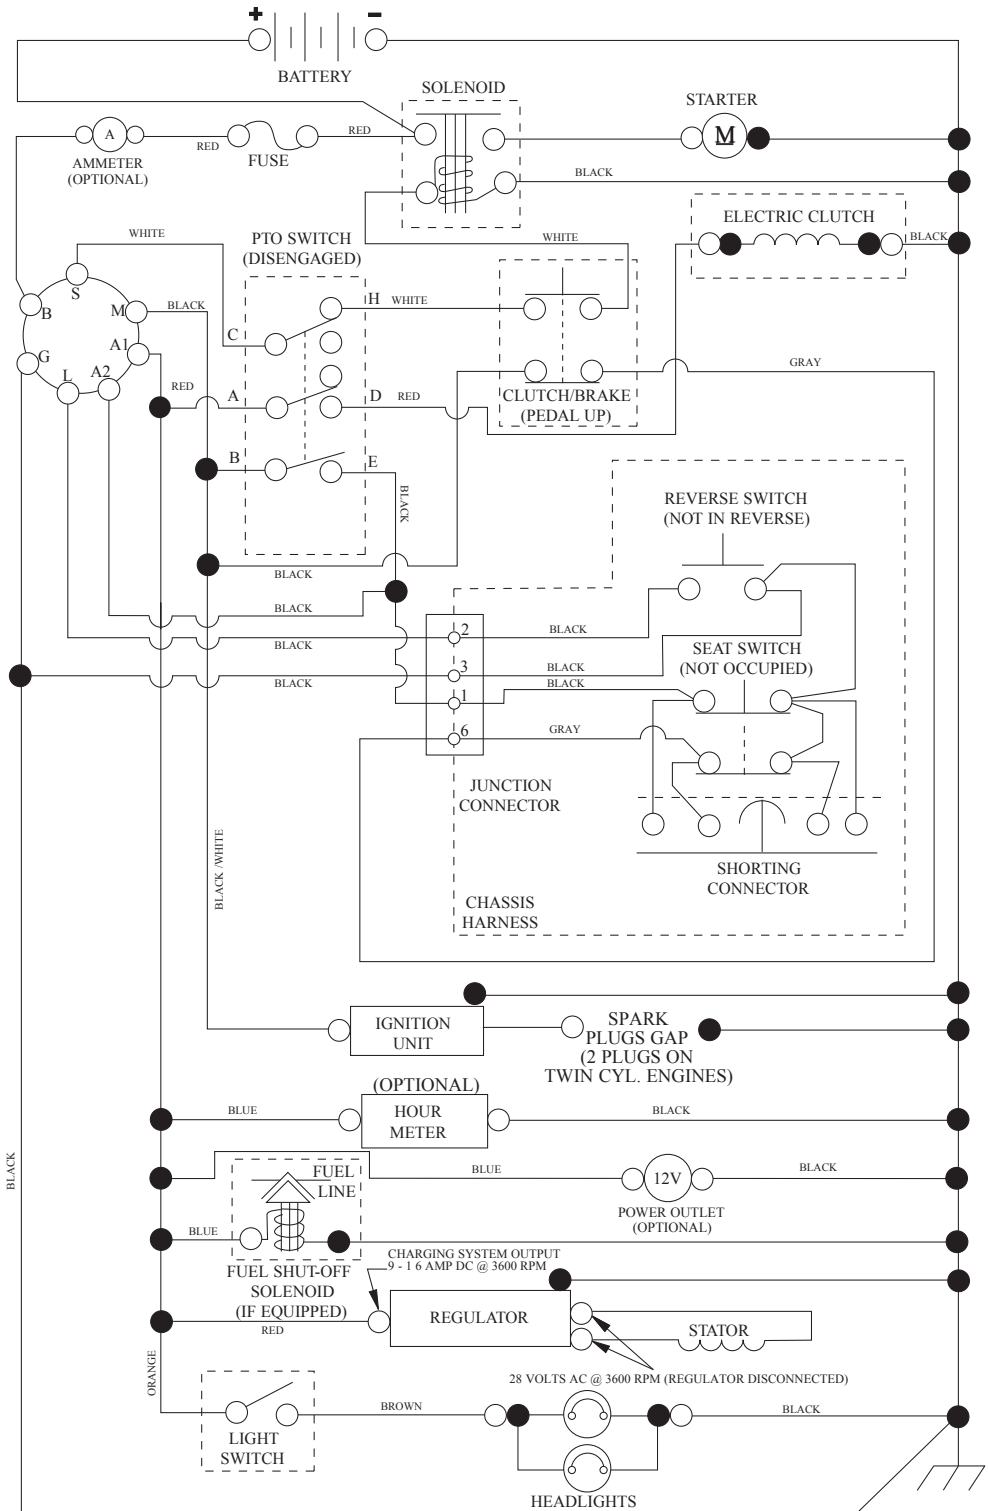 + −
BATTERY
SOLENOID
STARTER
M
A
RED
FUSE
RED
AMMETER
(OPTIONAL)
BLACK
ELECTRIC CLUTCH
BLACK
WHITE
PTO SWITCH
(DISENGAGED)
WHITE
S
B
M
BLACK
G
A1
L
A2
H
WHITE
C
GRAY
RED
A
D
RED
CLUTCH/BRAKE
(PEDAL UP)
B
E
BLACK
REVERSE SWITCH
(NOT IN REVERSE)
BLACK
BLACK
2
BLACK
BLACK
SEAT SWITCH
(NOT OCCUPIED)
3
BLACK
BLACK
BLACK
1
6
GRAY
JUNCTION
CONNECTOR
SHORTING
CONNECTOR
BLACK /WHITE
CHASSIS
HARNESS
IGNITION
UNIT
SPARK
PLUGS GAP
(2 PLUGS ON
TWIN CYL. ENGINES)
(OPTIONAL)
HOUR
METER
BLUE
BLACK
BLACK
FUEL
LINE
BLUE
12V
BLACK
POWER OUTLET
(OPTIONAL)
BLUE
FUEL SHUT-OFF
SOLENOID
(IF EQUIPPED)
CHARGING SYSTEM OUTPUT
9 - 1 6 AMP DC @ 3600 RPM
REGULATOR
STATOR
RED
28 VOLTS AC @ 3600 RPM (REGULATOR DISCONNECTED)
ORANGE
BROWN
BLACK
LIGHT
SWITCH
HEADLIGHTS